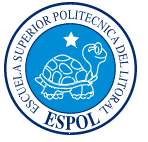 ESCUELA SUPERIOR POLITECNICA DEL LITORAL
ESPOL